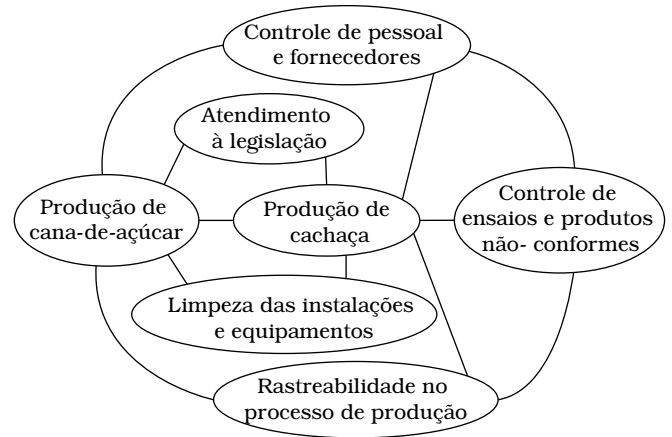 Controle de pessoal
e fornecedores
Atendimento
à legislação
Produção de
cana-de-açúcar
Produção de
cachaça
Controle de
ensaios e produtos
não- conformes
Limpeza das instalações
e equipamentos
Rastreabilidade no
processo de produção